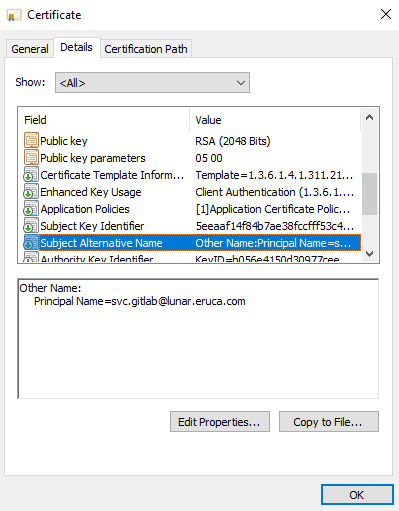 Certificate
General Details Certification Path
Show: <All>
Field Value
Public key RSA (2048 Bits)
Public key parameters 05 00
Certificate Template Inform... Template=1.3.6.1.4.1.311.21...
Enhanced Key Usage Client Authentication (1.3.6.1....
Application Policies [1]Application Certificate Polic...
Subject Key Identifier 5eeaaf14f84b7ae38fccfff53c4...
Subject Alternative Name Other Name:Principal Name=s...
Authority Key Identifier KeyID=b056e4150d30977cee
Other Name:
Principal Name=svc.gitlab@lunar.eruca.com
Edit Properties... Copy to File...
OK